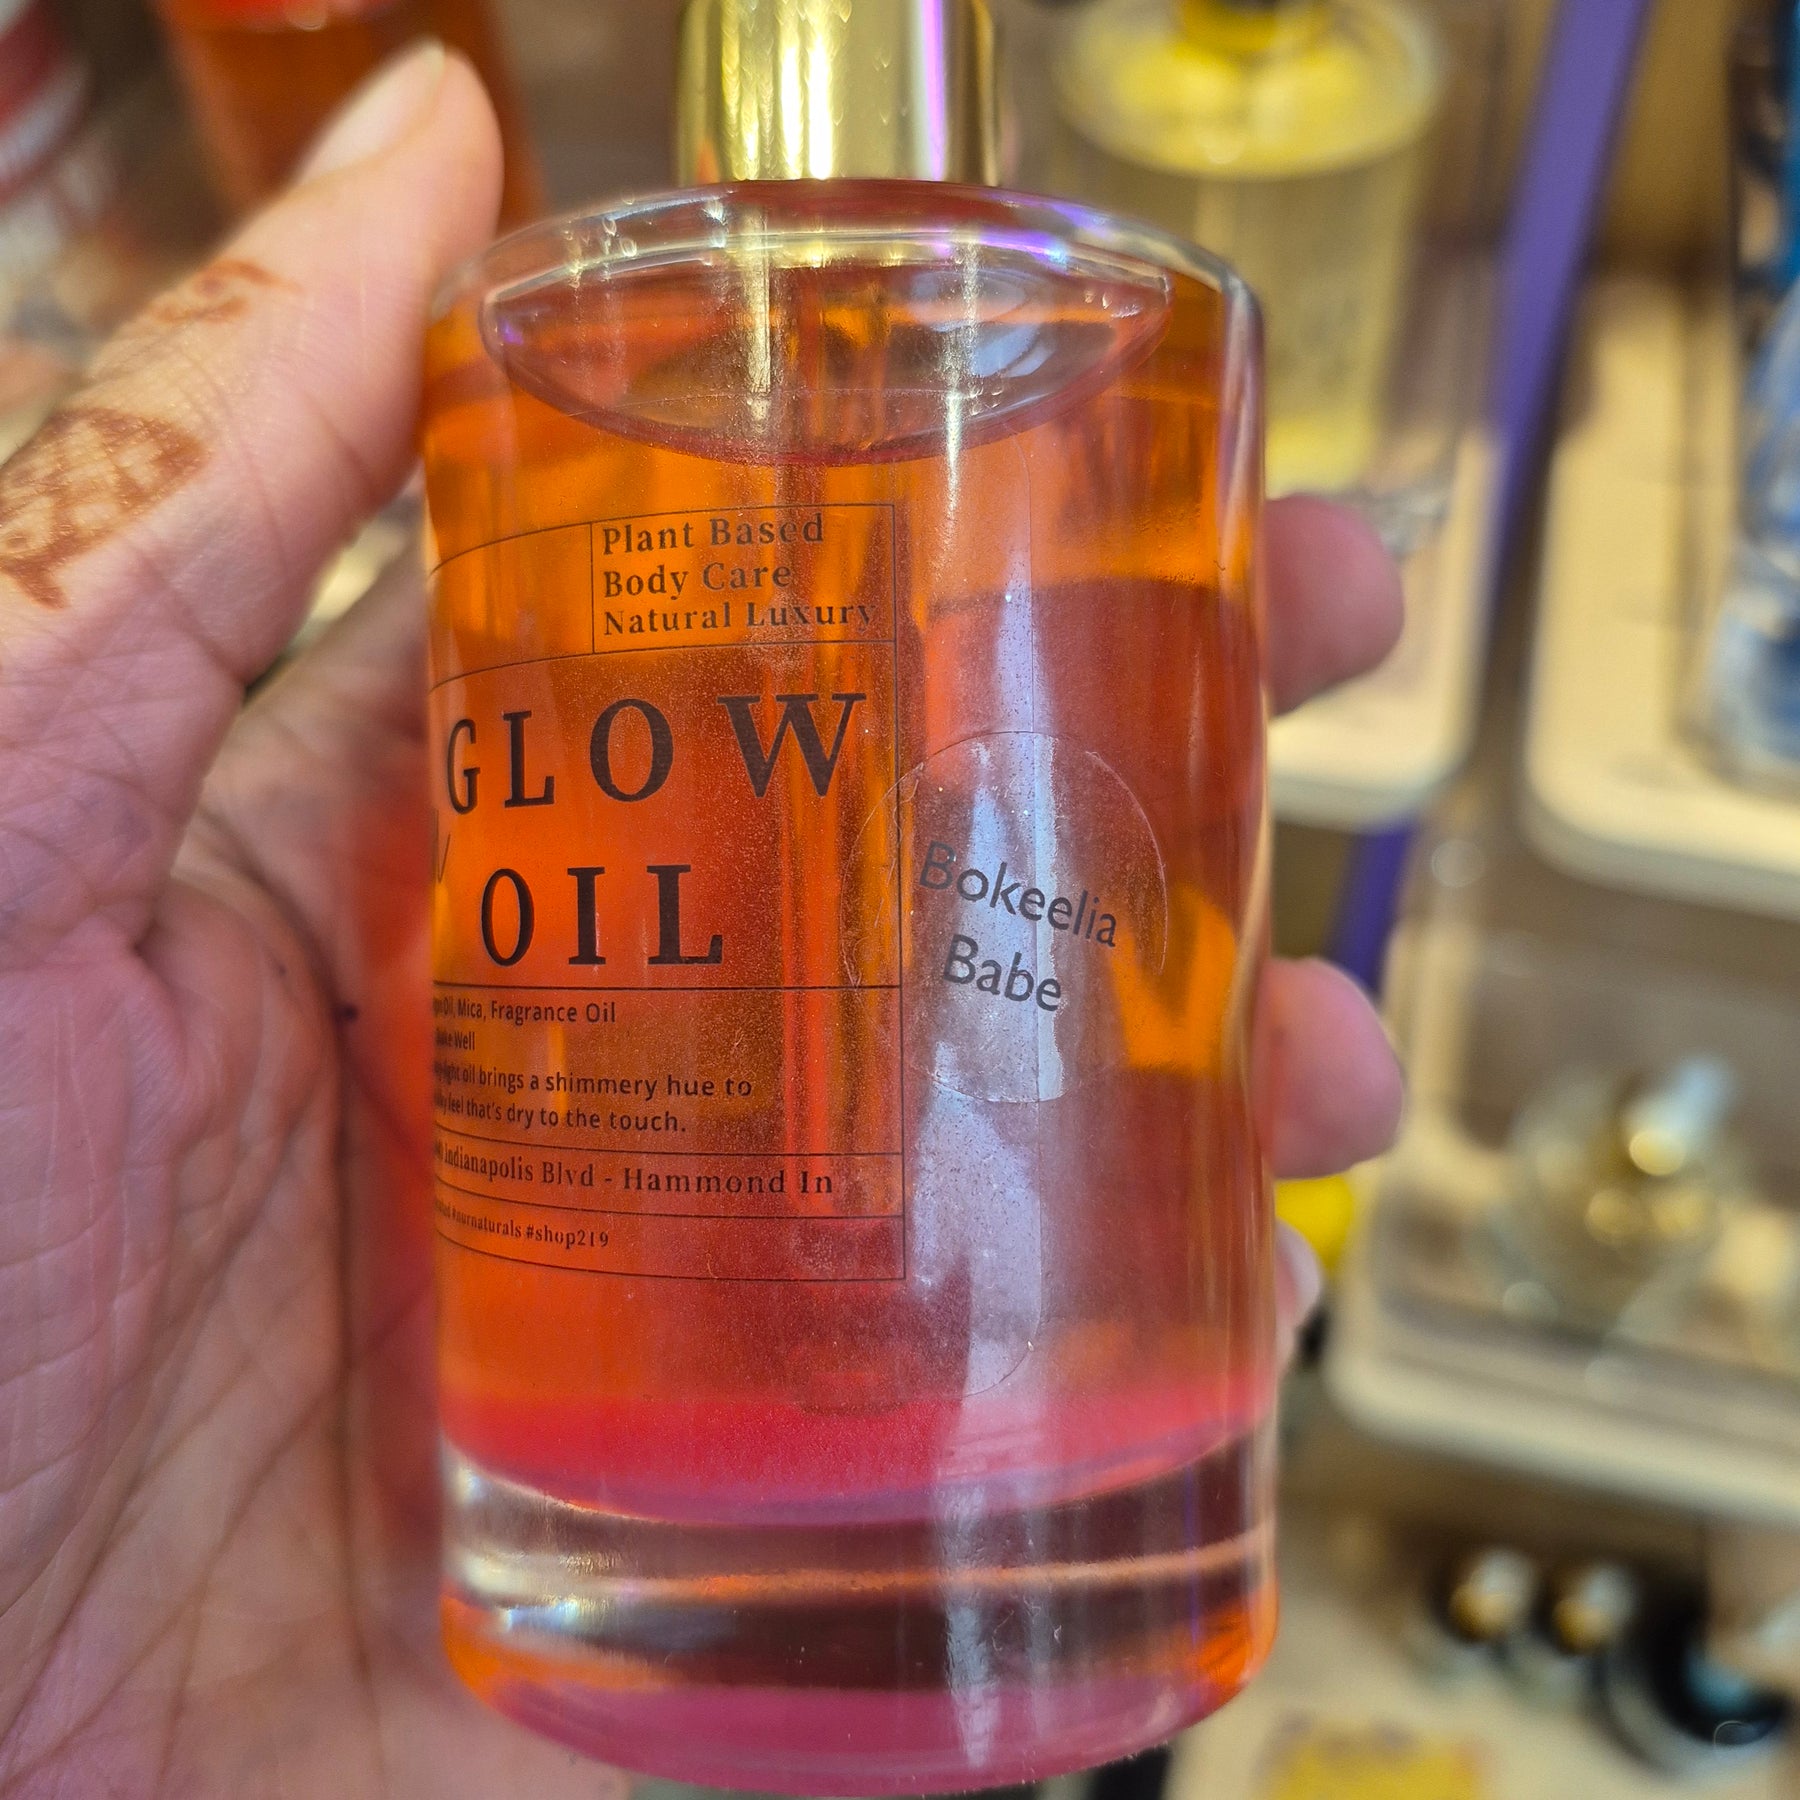 Plant Based
Body Care
Natural Luxury
GLOW
OIL
Oil, Mica, Fragrance Oil
Well
oil brings a shimmery hue to
feel that's dry to the touch.
Indianapolis Blvd - Hammond In
#nurnaturals #shop219
Bokeelia
Babe